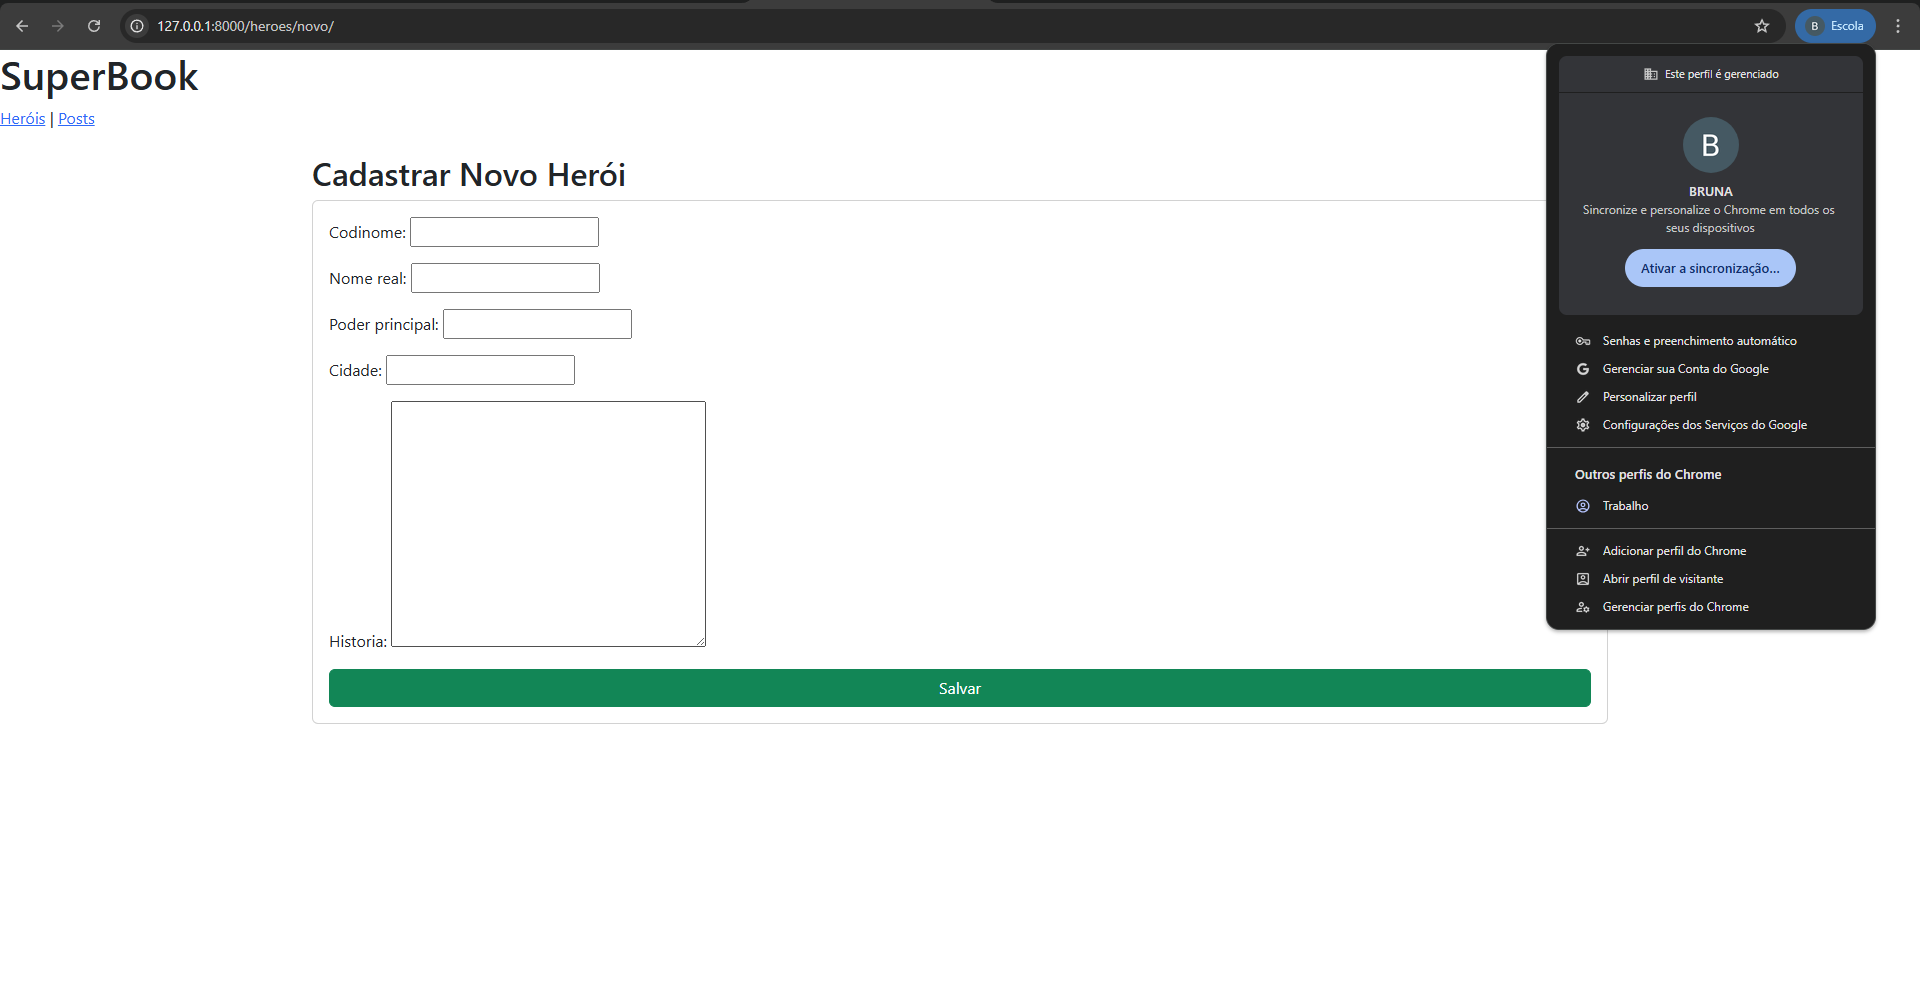 127.0.0.1:8000/heroes/novo/
B Escola
SuperBook
Heróis | Posts
Cadastrar Novo Herói
Codinome:
Nome real:
Poder principal:
Cidade:
Historia:
Salvar
Este perfil é gerenciado
B
BRUNA
Sincronize e personalize o Chrome em todos os
seus dispositivos
Ativar a sincronização...
Senhas e preenchimento automático
G Gerenciar sua Conta do Google
Personalizar perfil
Configurações dos Serviços do Google
Outros perfis do Chrome
Trabalho
Adicionar perfil do Chrome
Abrir perfil de visitante
Gerenciar perfis do Chrome